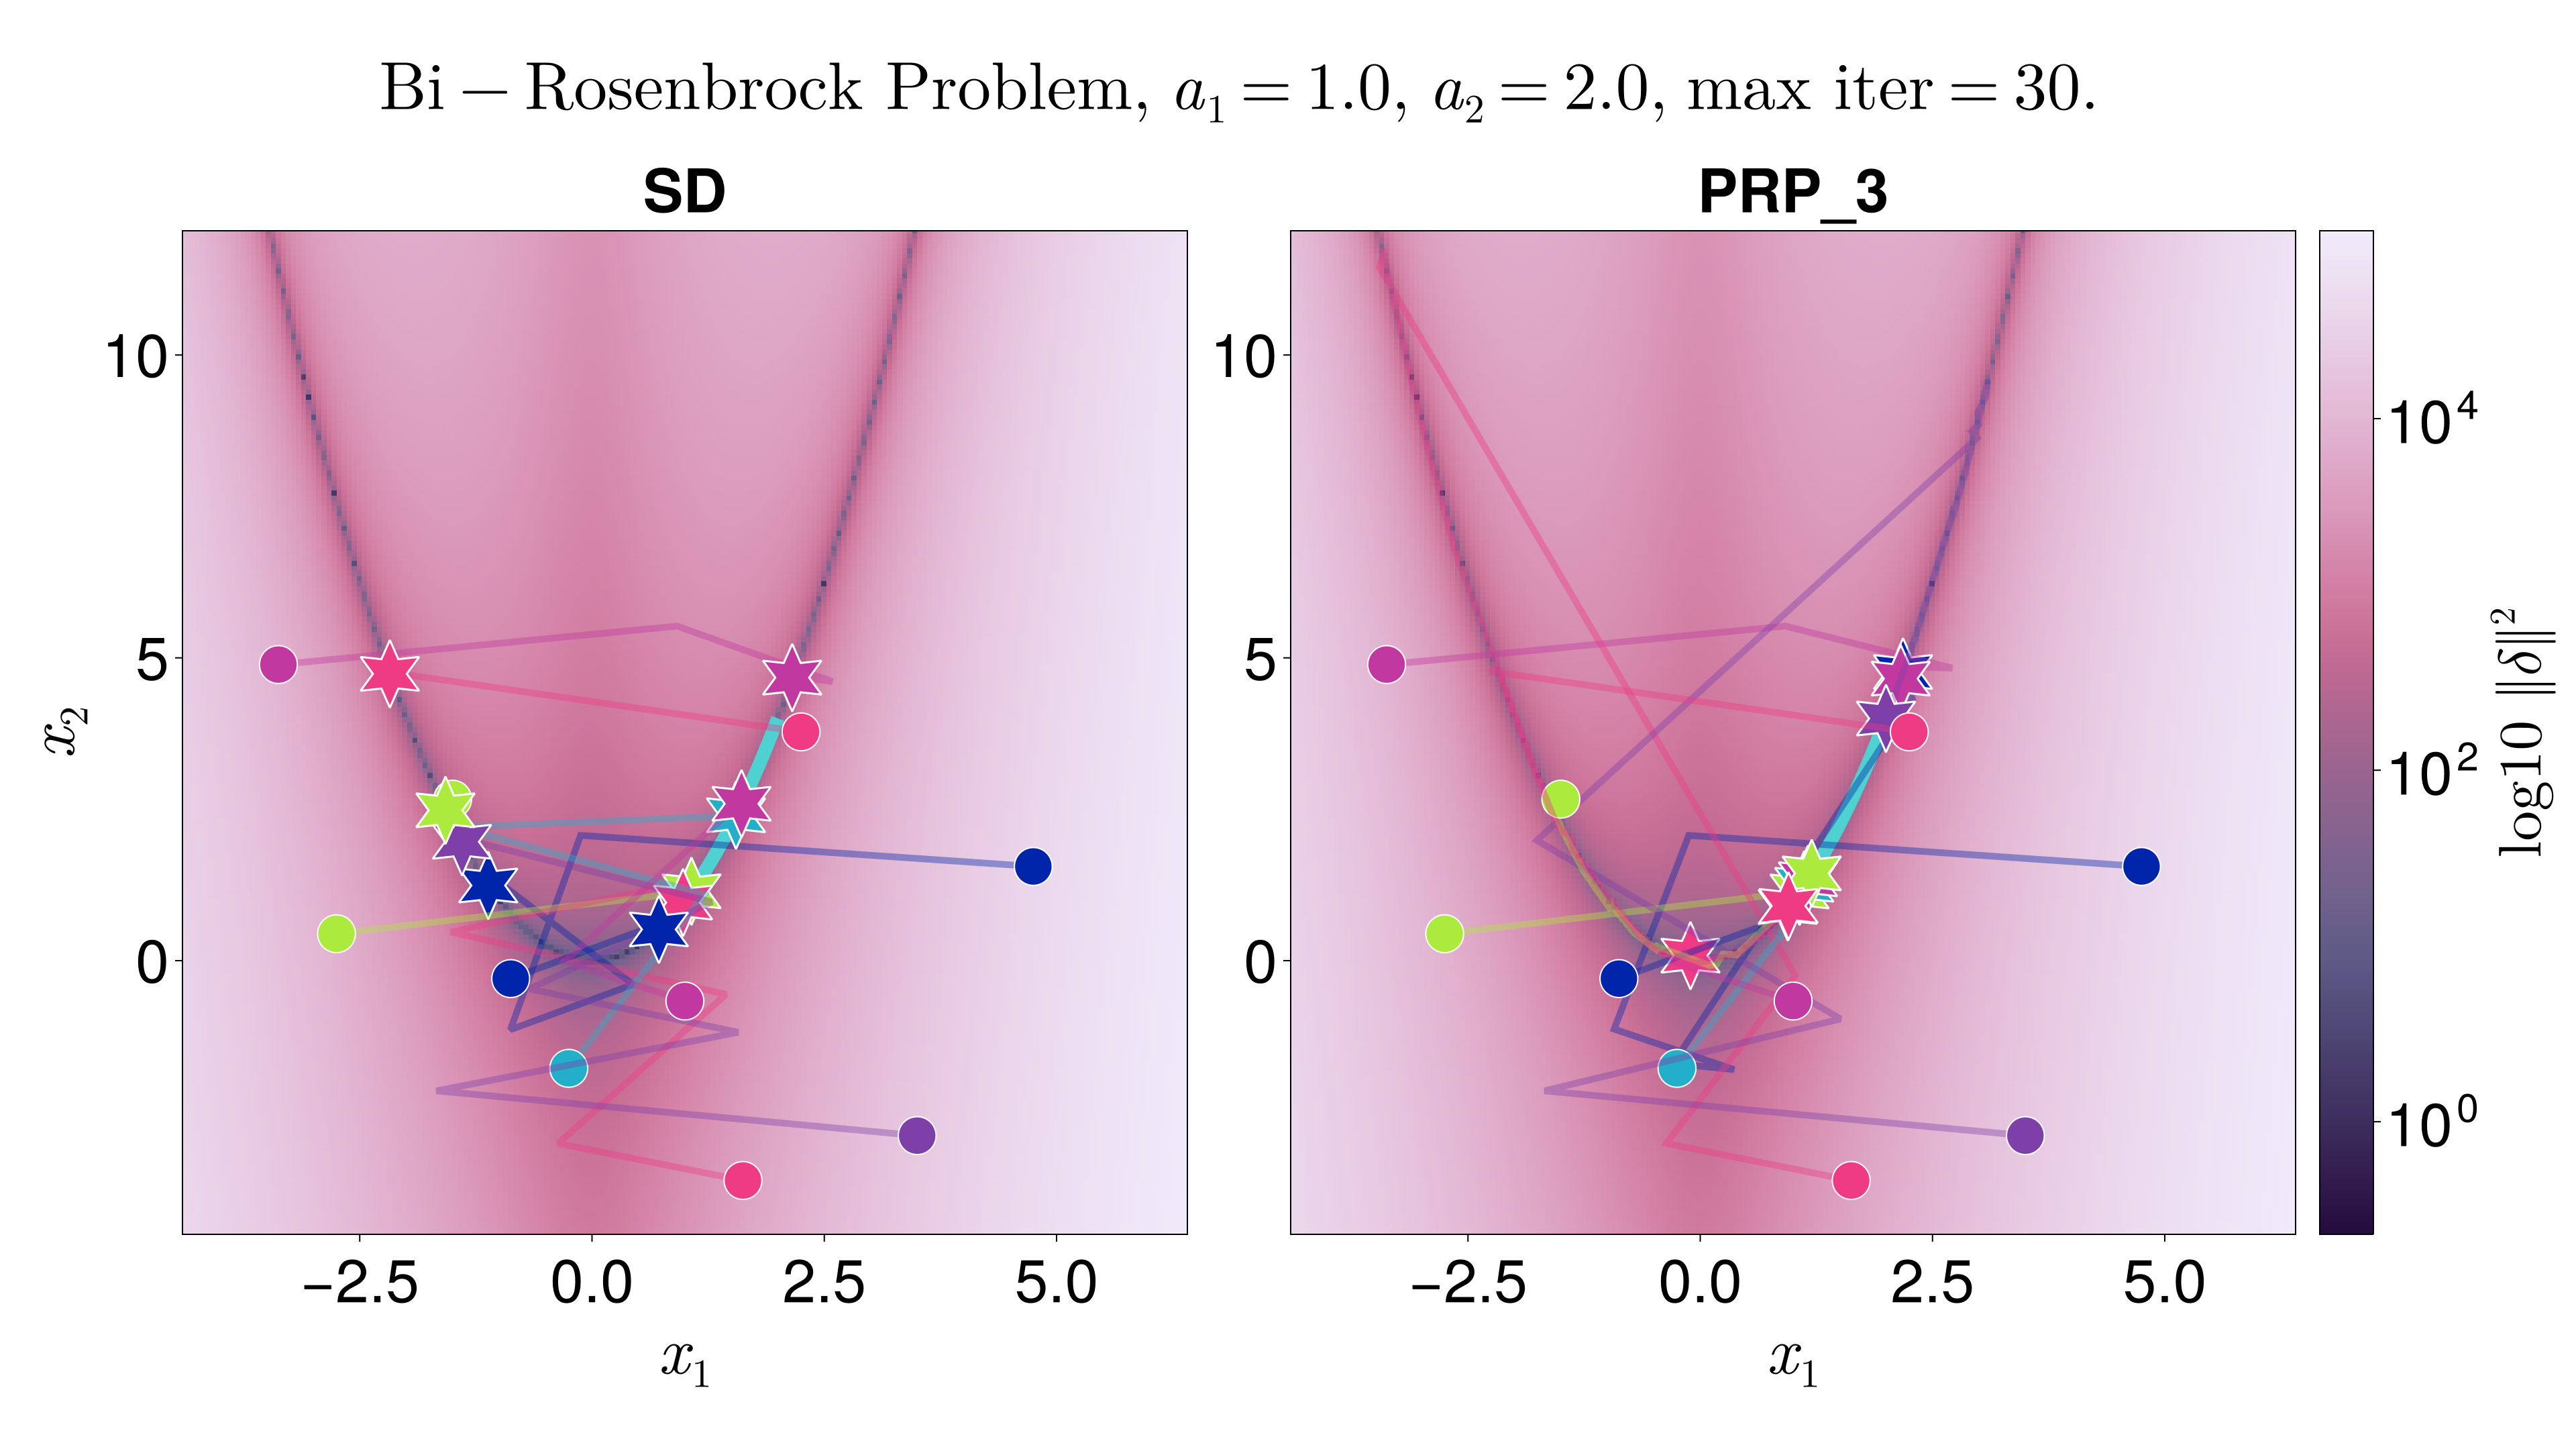 Bi − Rosenbrock Problem, a₁ = 1.0, a₂ = 2.0, max iter = 30.
SD
PRP_3
10
5
0
x₂
−2.5 0.0 2.5 5.0
x₁
10
5
0
−2.5 0.0 2.5 5.0
x₁
10⁴
10²
10⁰
log10 ‖δ‖²